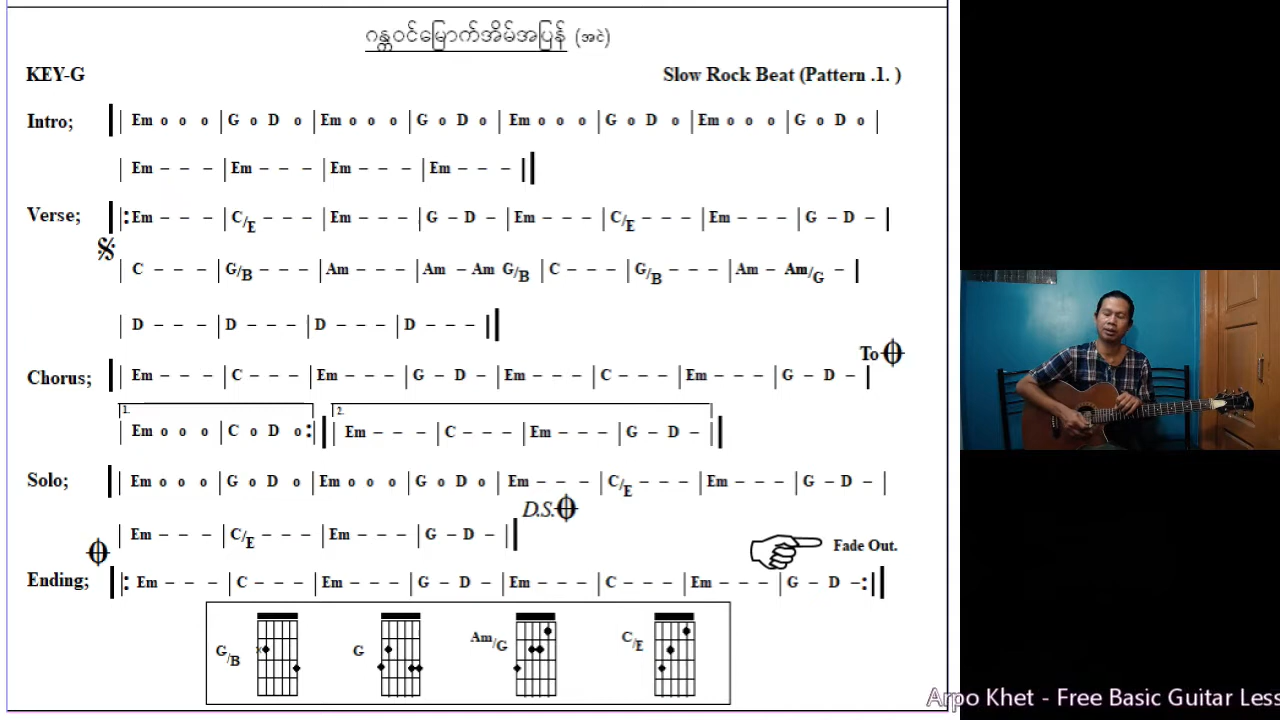 ဂန္တဝင်မြောက်အိမ်အပြန် (အငဲ)
KEY-G
Slow Rock Beat (Pattern .1. )
Intro; | Em o o o | G o D o | Em o o o | G o D o | Em o o o | G o D o | Em o o o | G o D o |
| Em – – – | Em – – – | Em – – – | Em – – – ||
Verse; |: Em – – – | C/E – – – | Em – – – | G – D – | Em – – – | C/E – – – | Em – – – | G – D – |
| C – – – | G/B – – – | Am – – – | Am – Am G/B | C – – – | G/B – – – | Am – Am/G – |
| D – – – | D – – – | D – – – | D – – – ||
To
Chorus; | Em – – – | C – – – | Em – – – | G – D – | Em – – – | C – – – | Em – – – | G – D – |
1. 2.
| Em o o o | C o D o :|| Em – – – | C – – – | Em – – – | G – D – ||
Solo; | Em o o o | G o D o | Em o o o | G o D o | Em – – – | C/E – – – | Em – – – | G – D – |
D.S.
| Em – – – | C/E – – – | Em – – – | G – D – ||
Fade Out.
Ending; |: Em – – – | C – – – | Em – – – | G – D – | Em – – – | C – – – | Em – – – | G – D – :||
G/B G Am/G C/E
x
Arpo Khet - Free Basic Guitar Less